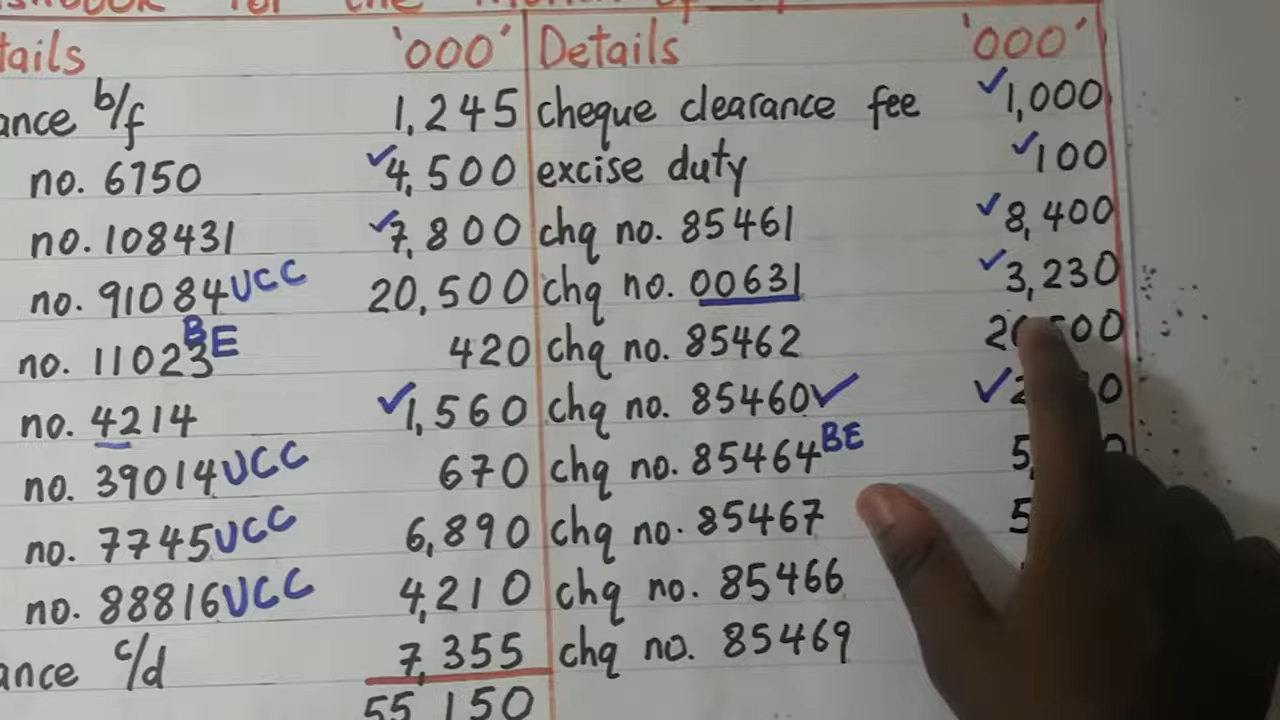 tails '000' Details '000'
ance b/f 1,245 cheque clearance fee ✓1,000
no. 6750 ✓4,500 excise duty ✓100
no. 108431 ✓7,800 chq no. 85461 ✓8,400
no. 91084 UCC 20,500 chq no. 00631 ✓3,230
no. 11023 BE 420 chq no. 85462
no. 4214 ✓1,560 chq no. 85460 ✓ ✓
no. 39014 UCC 670 chq no. 85464 BE
no. 7745 UCC 6,890 chq no. 85467
no. 88816 UCC 4,210 chq no. 85466
ance c/d 7,355 chq no. 85469
55 150